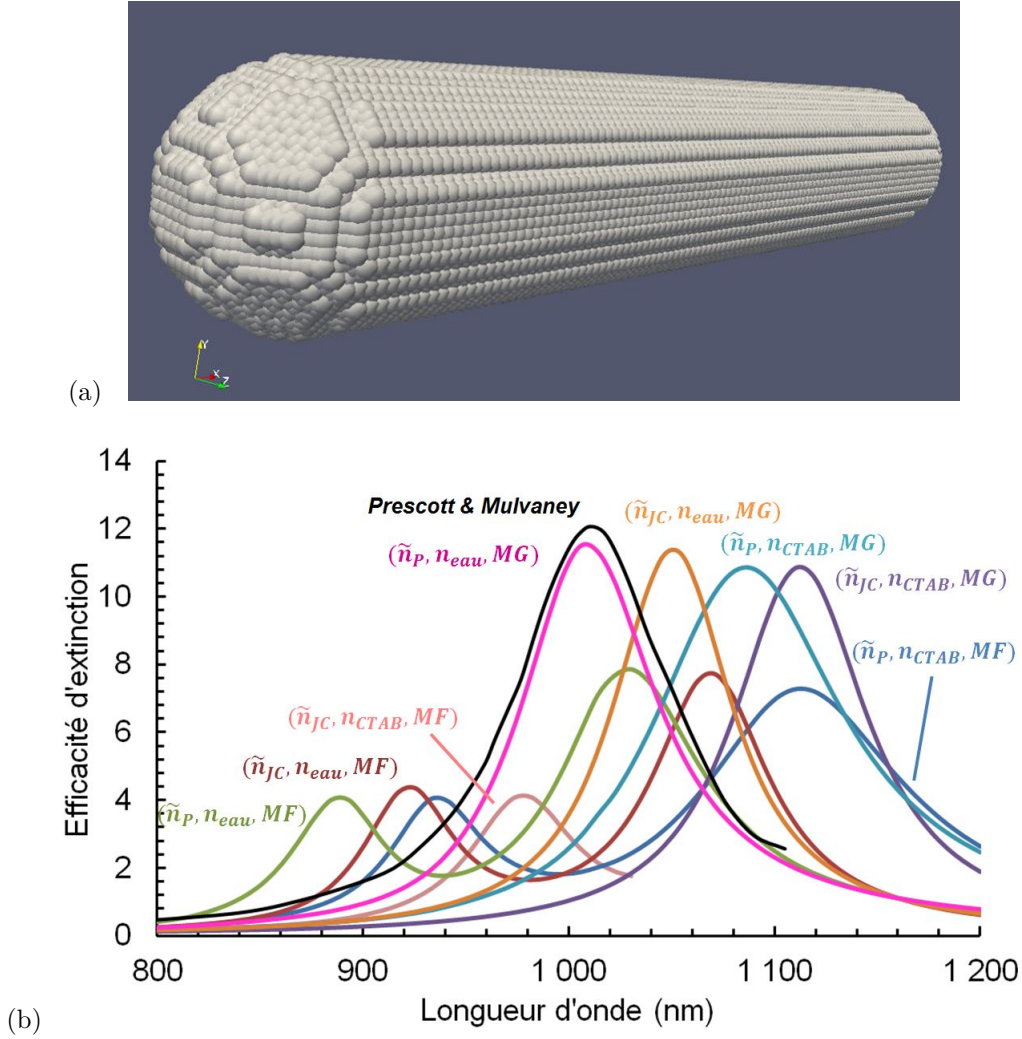 Y
X
Z
(a)
14
12
10
8
6
4
2
0
Efficacité d'extinction
Prescott & Mulvaney
(ñ_P, n_eau, MG)
(ñ_JC, n_eau, MG)
(ñ_P, n_CTAB, MG)
(ñ_JC, n_CTAB, MG)
(ñ_P, n_CTAB, MF)
(ñ_JC, n_CTAB, MF)
(ñ_JC, n_eau, MF)
(ñ_P, n_eau, MF)
800 900 1 000 1 100 1 200
Longueur d'onde (nm)
(b)